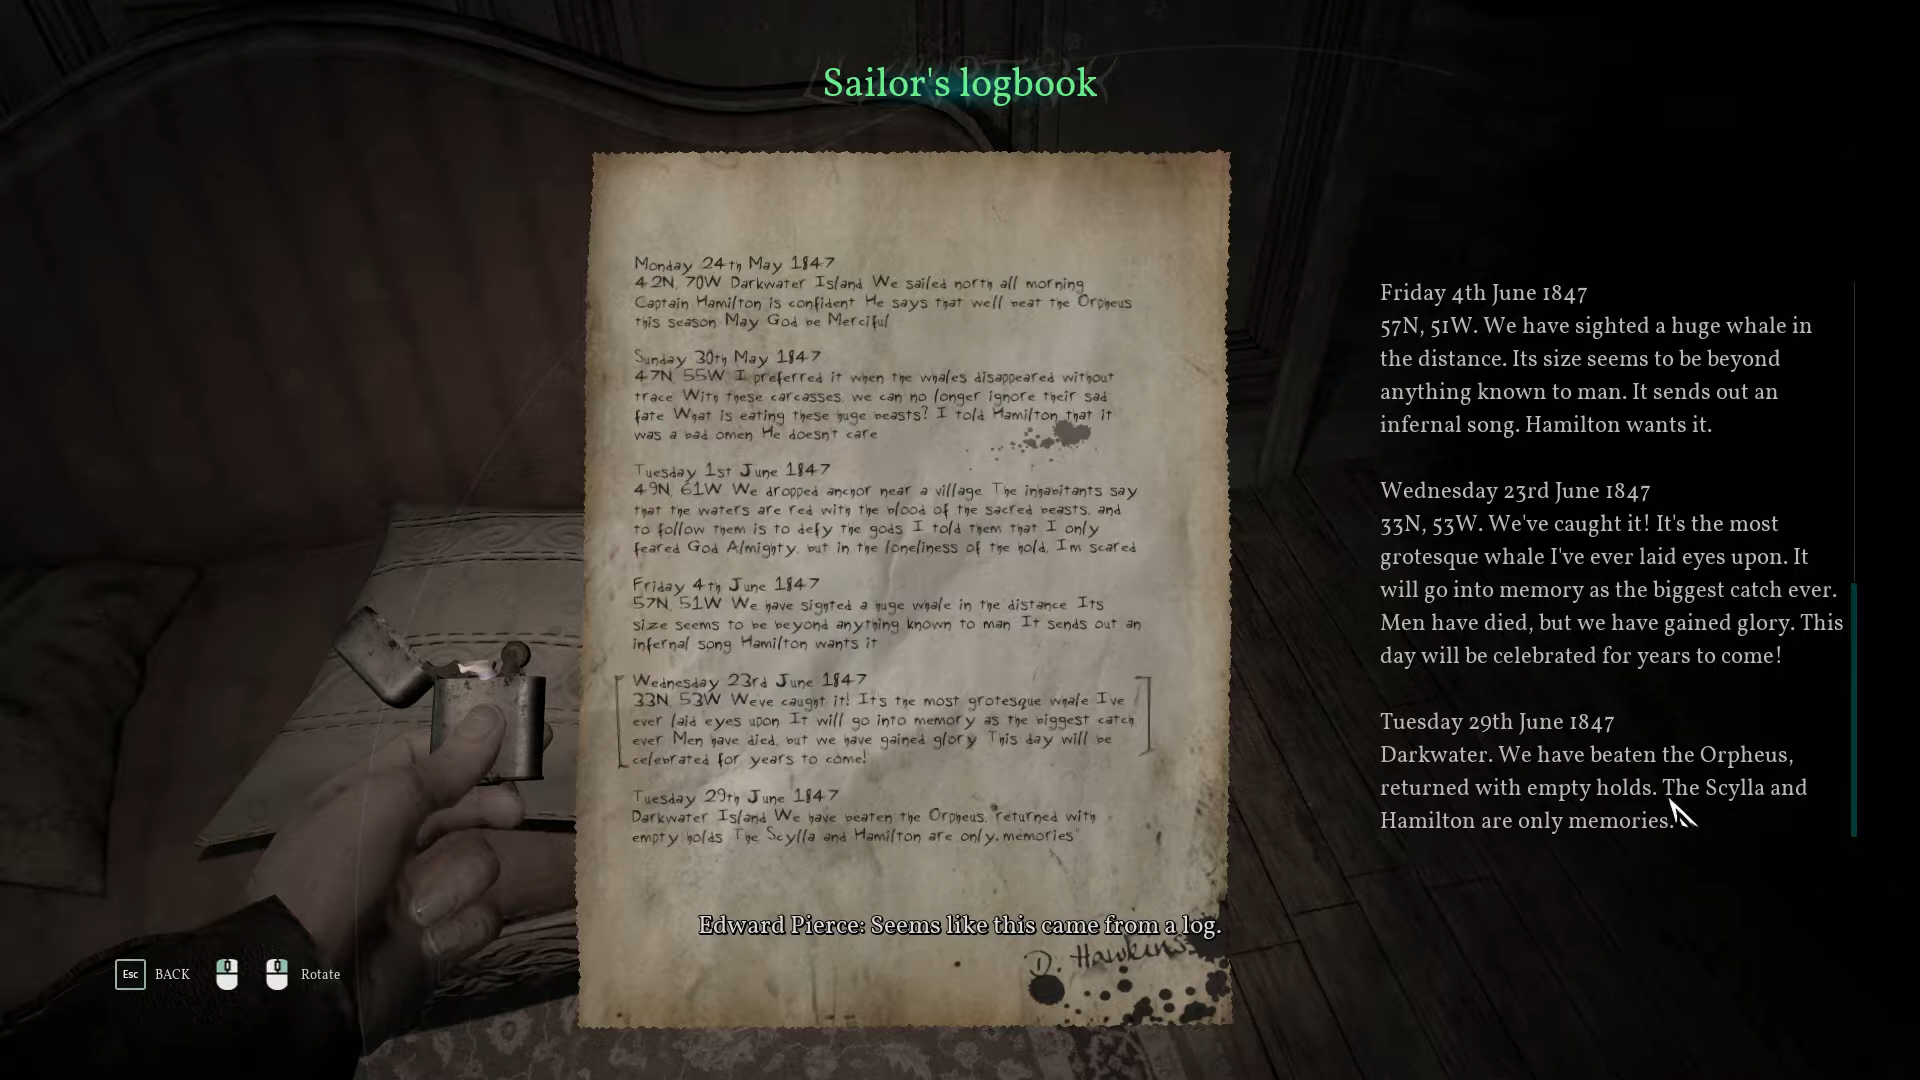 Sailor's logbook
Monday 24th May 1847
42N, 70W Darkwater Island We sailed north all morning
Captain Hamilton is confident He says that well beat the Orpheus
this season May God be Merciful
Sunday 30th May 1847
47N 55W I preferred it when the whales disappeared without
trace With these carcasses, we can no longer ignore their sad
fate What is eating these huge beasts? I told Hamilton that it
was a bad omen He doesnt care
Tuesday 1st June 1847
49N, 61W We dropped anchor near a village The inhabitants say
that the waters are red with the blood of the sacred beasts, and
to follow them is to defy the gods I told them that I only
feared God Almighty, but in the loneliness of the hold, I'm scared
Friday 4th June 1847
57N, 51W We have sighted a huge whale in the distance Its
size seems to be beyond anything known to man It sends out an
infernal song Hamilton wants it
Wednesday 23rd June 1847
33N, 53W Weve caught it! It's the most grotesque whale I've
ever laid eyes upon It will go into memory as the biggest catch
ever Men have died, but we have gained glory This day will be
celebrated for years to come!
Tuesday 29th June 1847
Darkwater Island We have beaten the Orpheus, returned with
empty holds The Scylla and Hamilton are only memories"
D. Hawkins
Friday 4th June 1847
57N, 51W. We have sighted a huge whale in
the distance. Its size seems to be beyond
anything known to man. It sends out an
infernal song. Hamilton wants it.
Wednesday 23rd June 1847
33N, 53W. We've caught it! It's the most
grotesque whale I've ever laid eyes upon. It
will go into memory as the biggest catch ever.
Men have died, but we have gained glory. This
day will be celebrated for years to come!
Tuesday 29th June 1847
Darkwater. We have beaten the Orpheus,
returned with empty holds. The Scylla and
Hamilton are only memories.
Edward Pierce: Seems like this came from a log.
Esc BACK Rotate